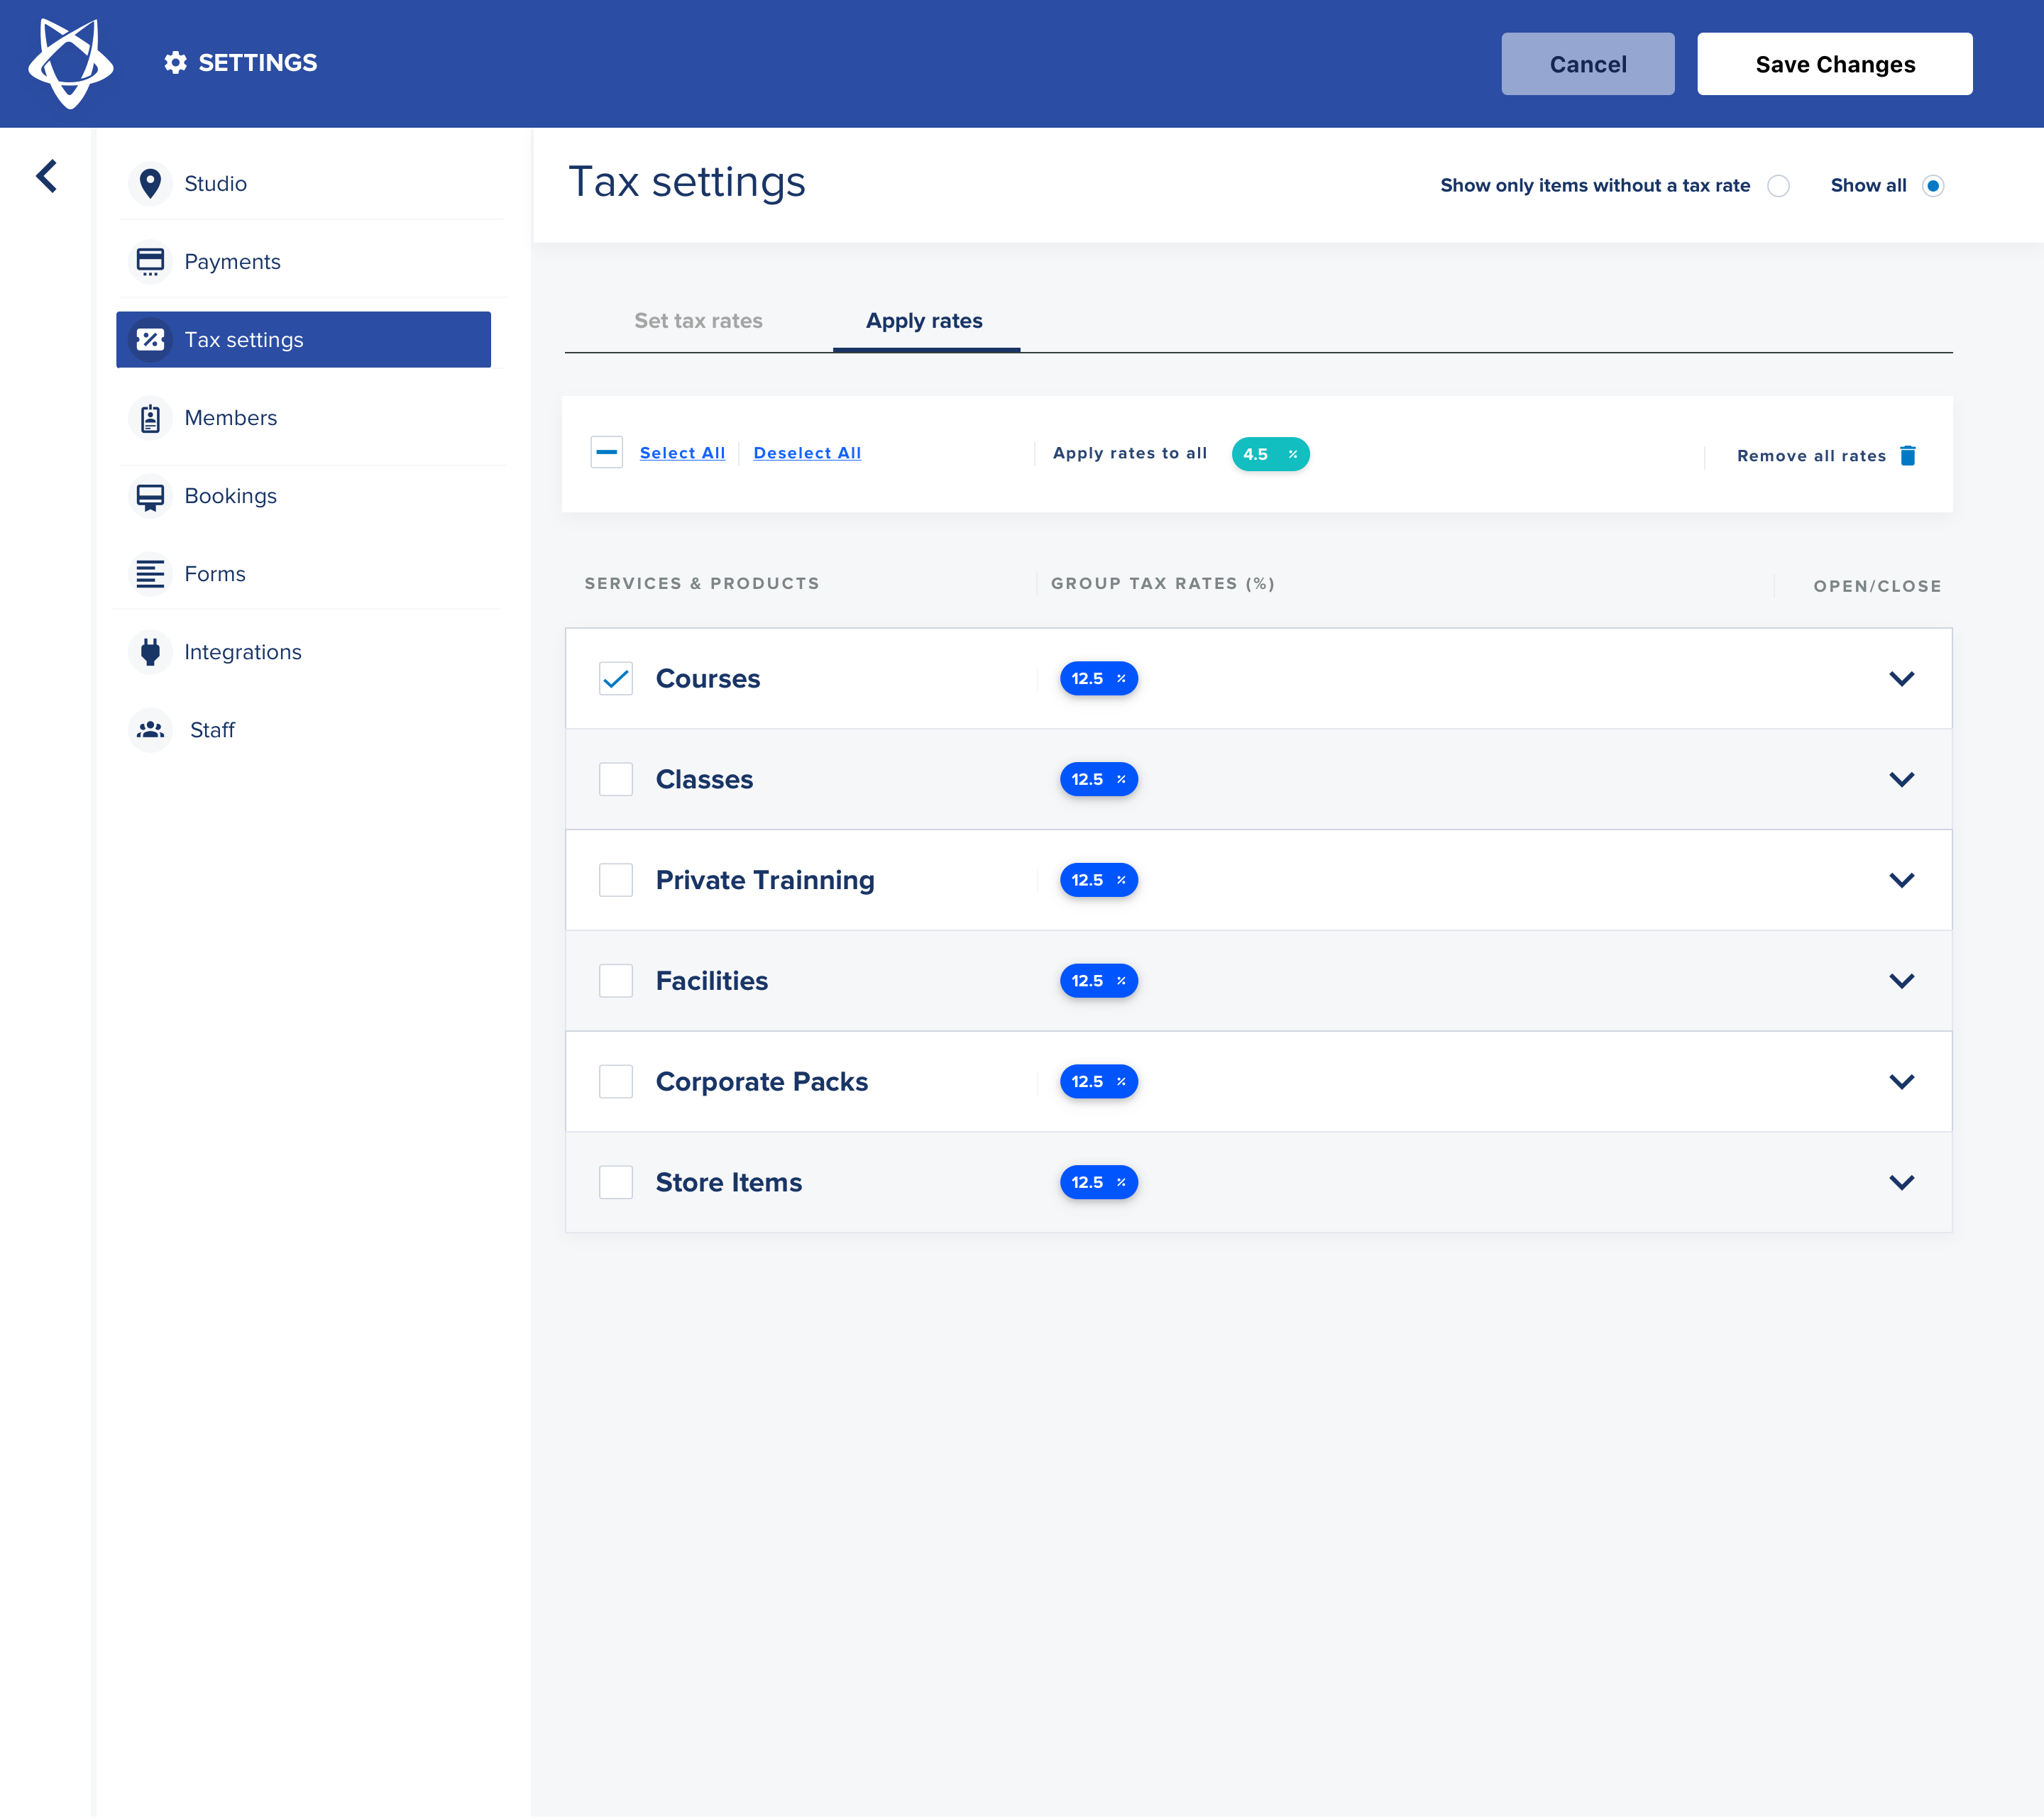 SETTINGS
Cancel
Save Changes
Studio
Payments
Tax settings
Members
Bookings
Forms
Integrations
Staff
Tax settings
Show only items without a tax rate
Show all
Set tax rates
Apply rates
Select All
Deselect All
Apply rates to all
4.5 %
Remove all rates
SERVICES & PRODUCTS
GROUP TAX RATES (%)
OPEN/CLOSE
Courses
12.5 %
Classes
12.5 %
Private Trainning
12.5 %
Facilities
12.5 %
Corporate Packs
12.5 %
Store Items
12.5 %